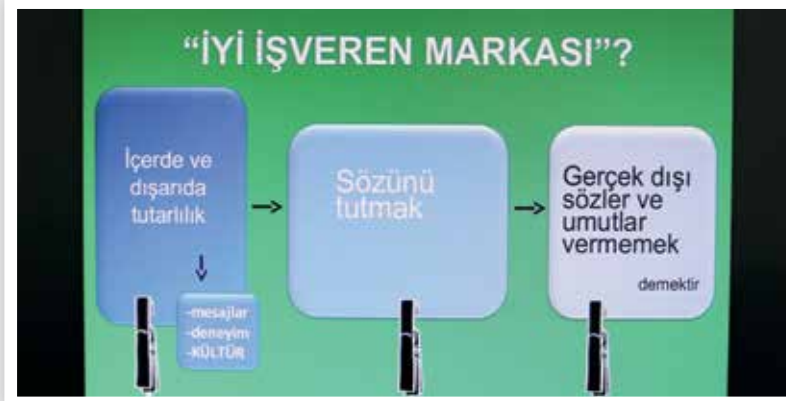 “İYİ İŞVEREN MARKASI”?
İçerde ve
dışarıda
tutarlılık
-mesajlar
-deneyim
-KÜLTÜR
Sözünü
tutmak
Gerçek dışı
sözler ve
umutlar
vermemek
demektir